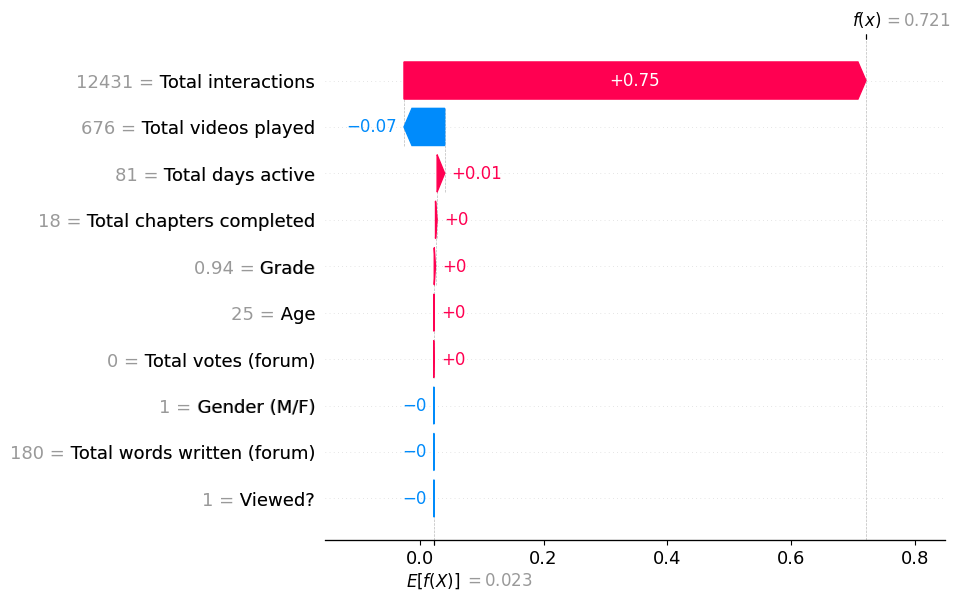 f(x) = 0.721
12431 = Total interactions
+0.75
676 = Total videos played
−0.07
81 = Total days active
+0.01
18 = Total chapters completed
+0
0.94 = Grade
+0
25 = Age
+0
0 = Total votes (forum)
+0
1 = Gender (M/F)
−0
180 = Total words written (forum)
−0
1 = Viewed?
−0
0.0 0.2 0.4 0.6 0.8
E[f(X)] = 0.023